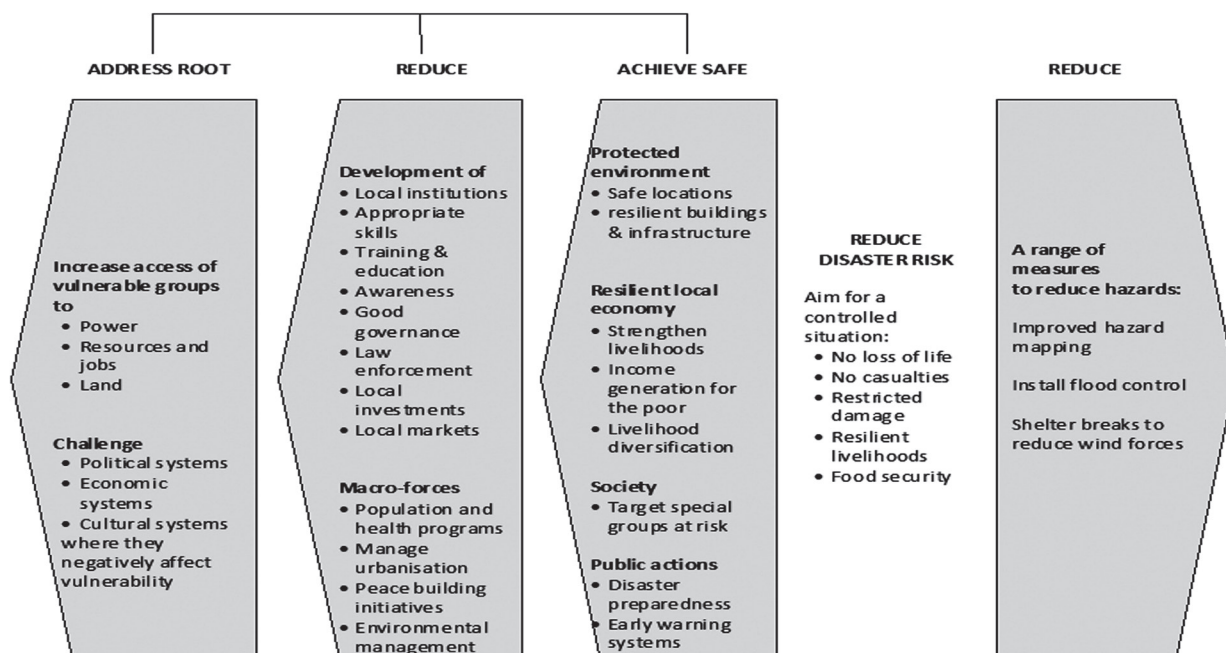 ADDRESS ROOT
Increase access of
vulnerable groups
to
• Power
• Resources and
jobs
• Land
Challenge
• Political systems
• Economic
systems
• Cultural systems
where they
negatively affect
vulnerability
REDUCE
Development of
• Local institutions
• Appropriate
skills
• Training &
education
• Awareness
• Good
governance
• Law
enforcement
• Local
investments
• Local markets
Macro-forces
• Population and
health programs
• Manage
urbanisation
• Peace building
initiatives
• Environmental
management
ACHIEVE SAFE
Protected
environment
• Safe locations
• resilient buildings
& infrastructure
Resilient local
economy
• Strengthen
livelihoods
• Income
generation for
the poor
• Livelihood
diversification
Society
• Target special
groups at risk
Public actions
• Disaster
preparedness
• Early warning
systems
REDUCE
DISASTER RISK
Aim for a
controlled
situation:
• No loss of life
• No casualties
• Restricted
damage
• Resilient
livelihoods
• Food security
REDUCE
A range of
measures
to reduce hazards:
Improved hazard
mapping
Install flood control
Shelter breaks to
reduce wind forces